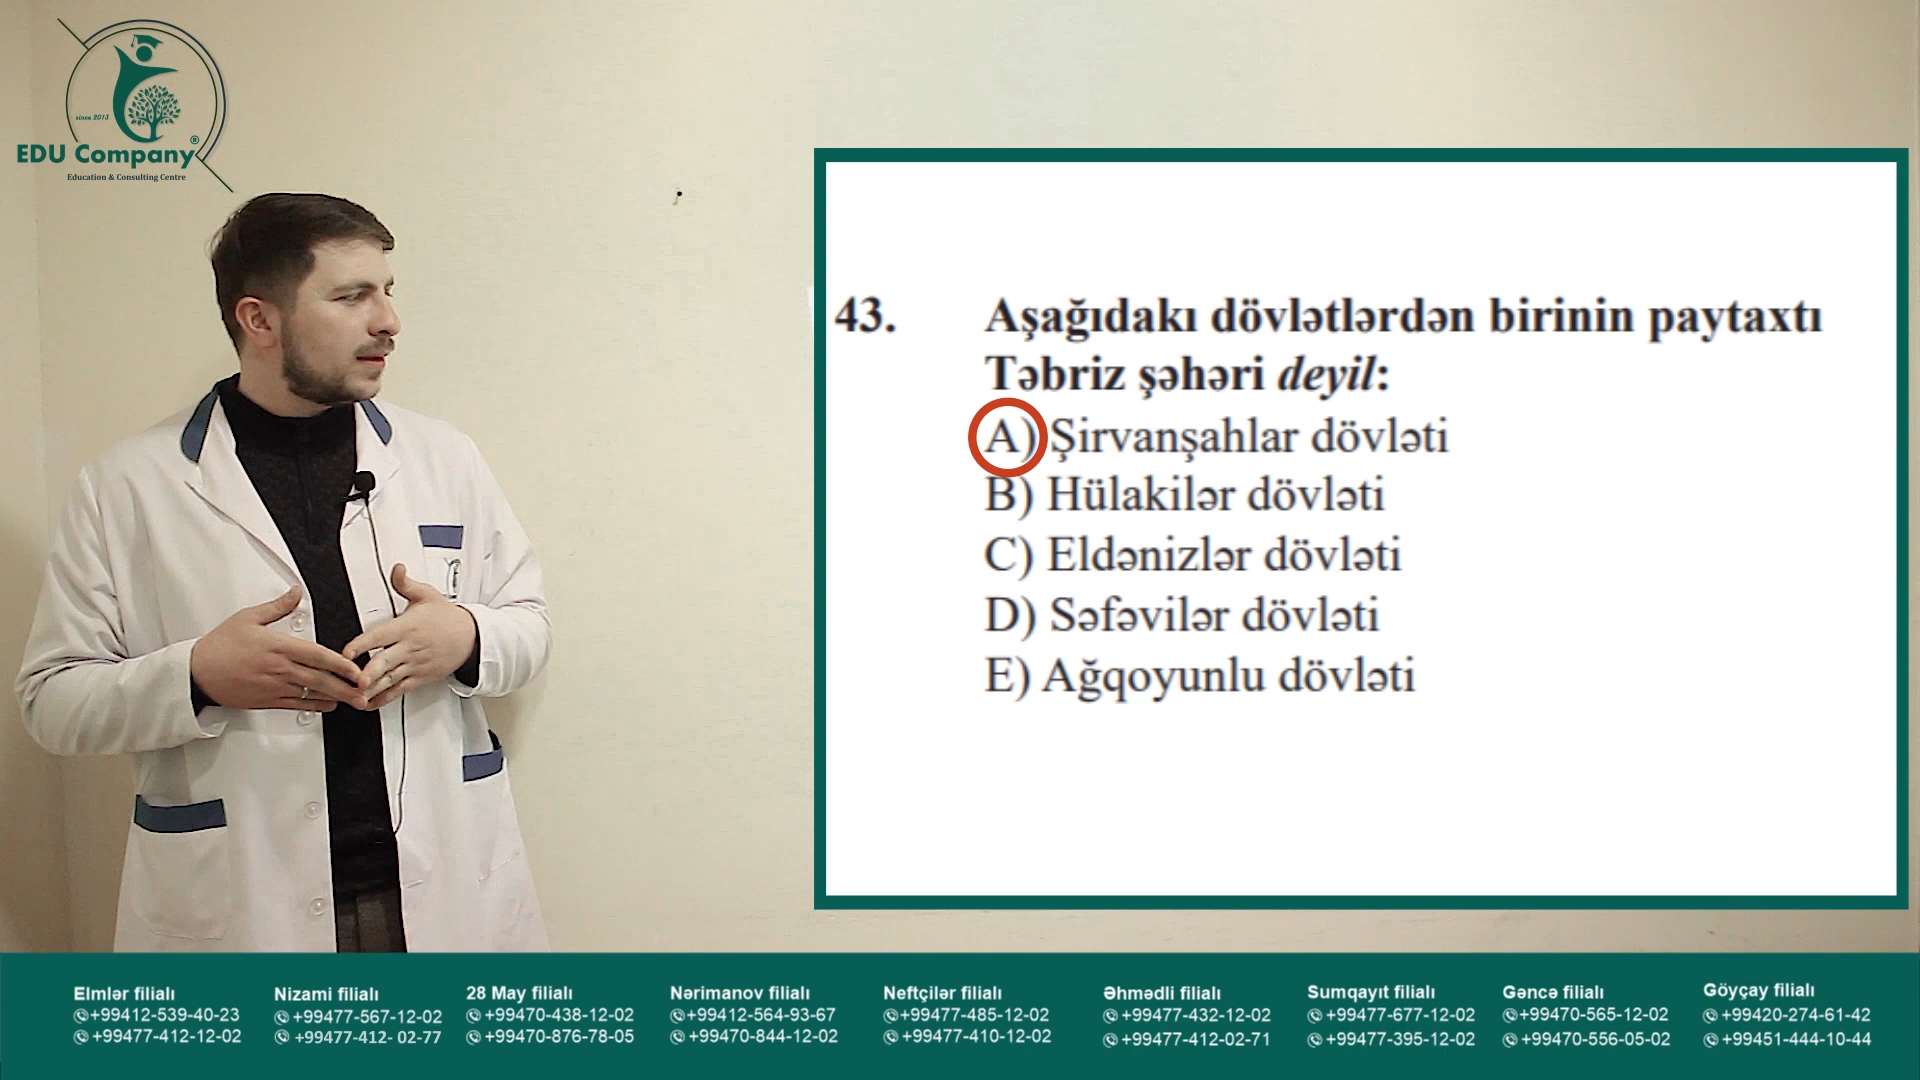 since 2013
EDU Company®
Education & Consulting Centre
43. Aşağıdakı dövlətlərdən birinin paytaxtı
Təbriz şəhəri deyil:
A) Şirvanşahlar dövləti
B) Hülakilər dövləti
C) Eldənizlər dövləti
D) Səfəvilər dövləti
E) Ağqoyunlu dövləti
Elmlər filialı
+99412-539-40-23
+99477-412-12-02
Nizami filialı
+99477-567-12-02
+99477-412- 02-77
28 May filialı
+99470-438-12-02
+99470-876-78-05
Nərimanov filialı
+99412-564-93-67
+99470-844-12-02
Neftçilər filialı
+99477-485-12-02
+99477-410-12-02
Əhmədli filialı
+99477-432-12-02
+99477-412-02-71
Sumqayıt filialı
+99477-677-12-02
+99477-395-12-02
Gəncə filialı
+99470-565-12-02
+99470-556-05-02
Göyçay filialı
+99420-274-61-42
+99451-444-10-44